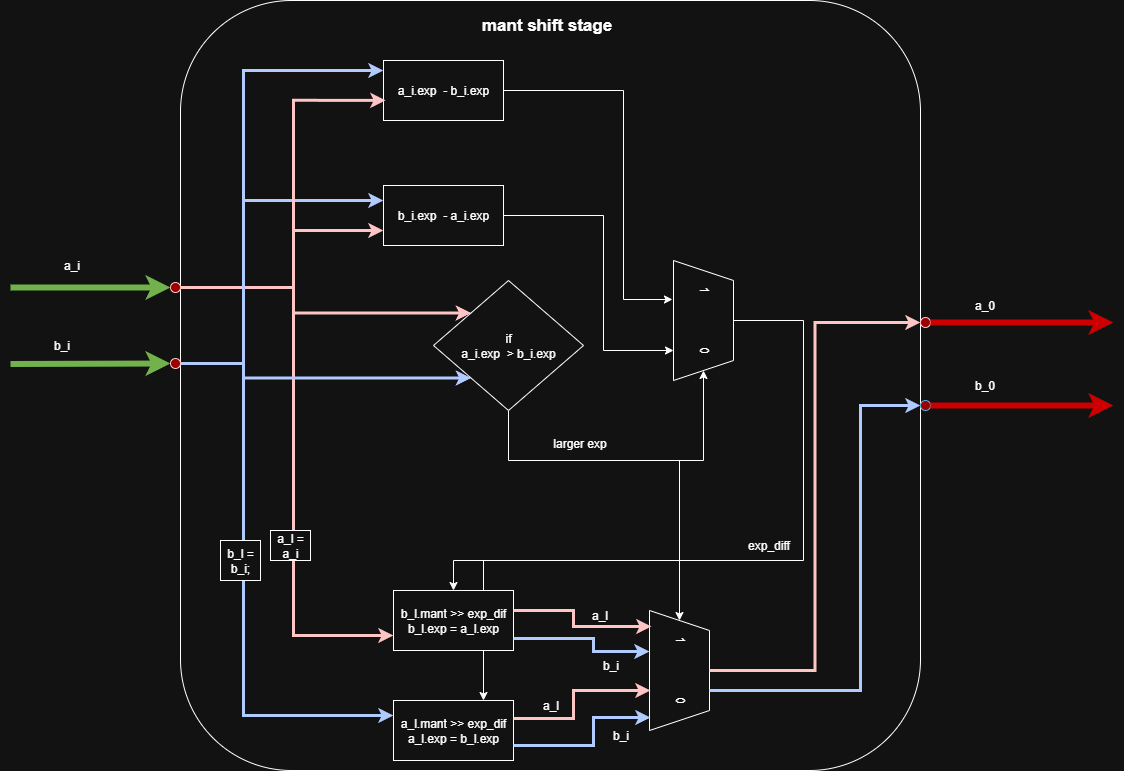 mant shift stage
a_i.exp - b_i.exp
b_i.exp - a_i.exp
a_i
b_i
if
a_i.exp > b_i.exp
1
0
a_0
b_0
larger exp
exp_diff
a_l =
a_i
b_l =
b_i;
b_l.mant >> exp_dif
b_l.exp = a_l.exp
a_l
b_i
1
0
a_l.mant >> exp_dif
a_l.exp = b_l.exp
a_l
b_i